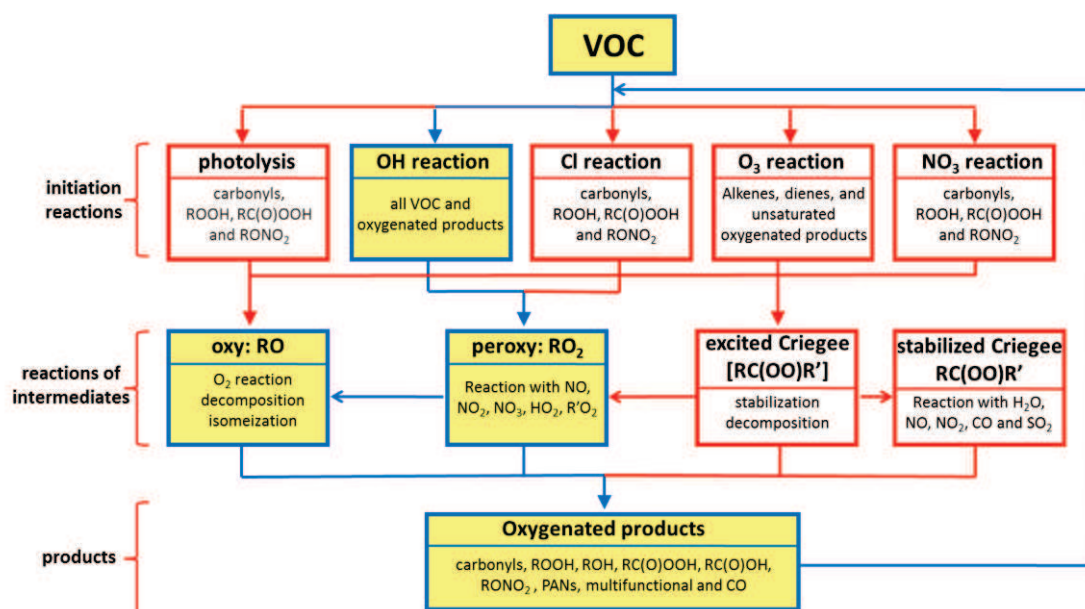 VOC
initiation
reactions
photolysis
carbonyls,
ROOH, RC(O)OOH
and RONO₂
OH reaction
all VOC and
oxygenated products
Cl reaction
carbonyls,
ROOH, RC(O)OOH
and RONO₂
O₃ reaction
Alkenes, dienes, and
unsaturated
oxygenated products
NO₃ reaction
carbonyls,
ROOH, RC(O)OOH
and RONO₂
reactions of
intermediates
oxy: RO
O₂ reaction
decomposition
isomeization
peroxy: RO₂
Reaction with NO,
NO₂, NO₃, HO₂, R'O₂
excited Criegee
[RC(OO)R']
stabilization
decomposition
stabilized Criegee
RC(OO)R'
Reaction with H₂O,
NO, NO₂, CO and SO₂
products
Oxygenated products
carbonyls, ROOH, ROH, RC(O)OOH, RC(O)OH,
RONO₂ , PANs, multifunctional and CO